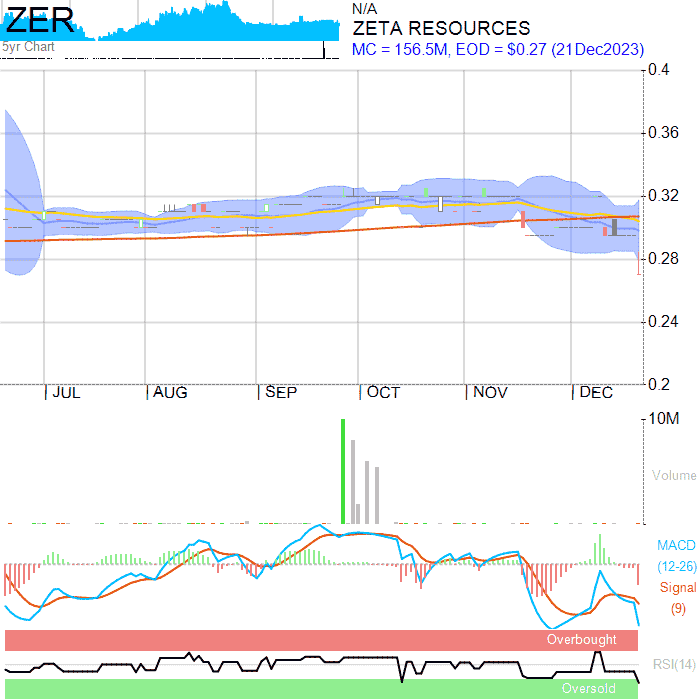 ZER
5yr Chart
N/A
ZETA RESOURCES
MC = 156.5M, EOD = $0.27 (21Dec2023)
0.4
0.36
0.32
0.28
0.24
0.2
JUL AUG SEP OCT NOV DEC
10M
Volume
MACD
(12-26)
Signal
(9)
Overbought
RSI(14)
Oversold